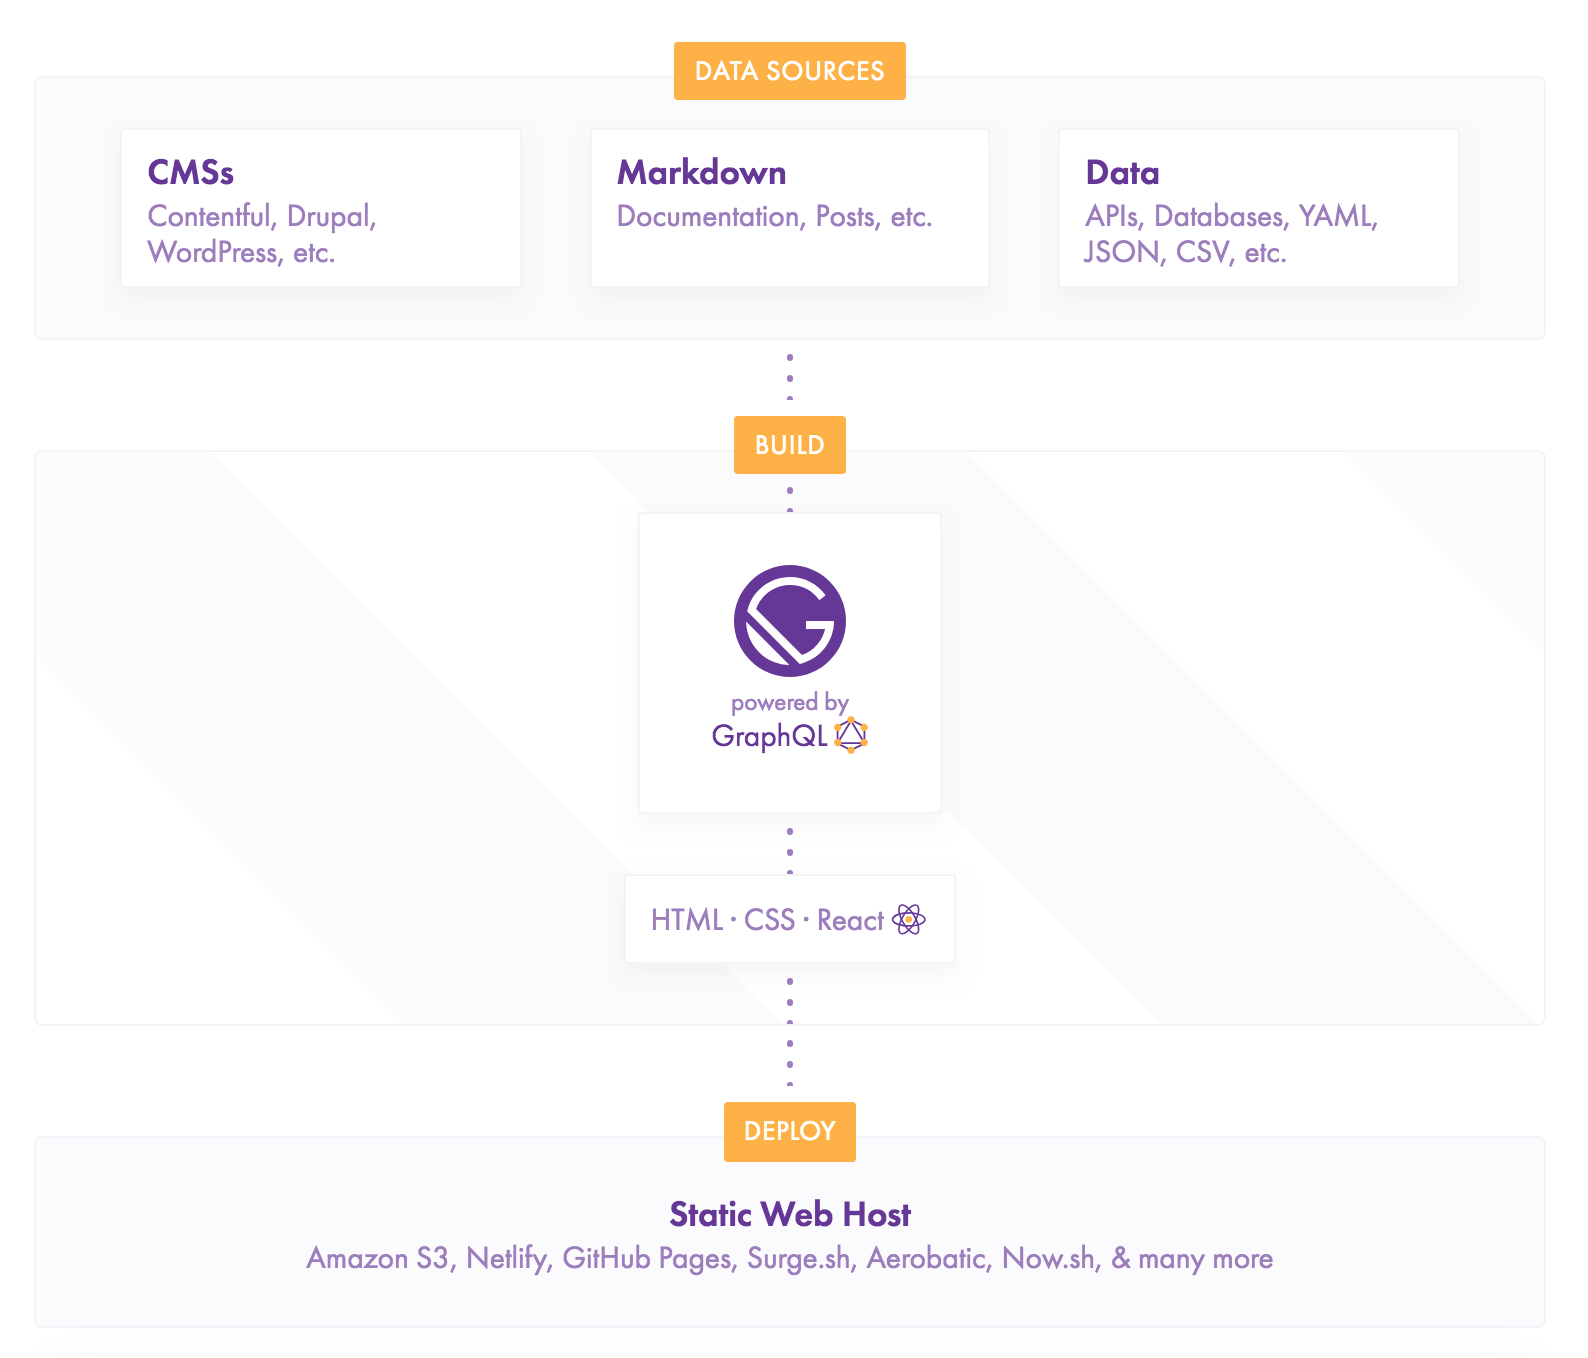 DATA SOURCES
CMSs
Contentful, Drupal,
WordPress, etc.
Markdown
Documentation, Posts, etc.
Data
APIs, Databases, YAML,
JSON, CSV, etc.
BUILD
powered by
GraphQL
HTML · CSS · React
DEPLOY
Static Web Host
Amazon S3, Netlify, GitHub Pages, Surge.sh, Aerobatic, Now.sh, & many more